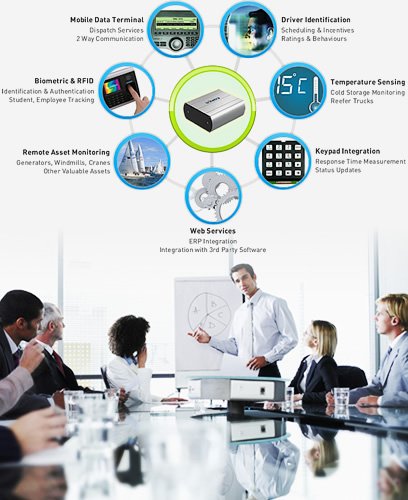 Mobile Data Terminal
Dispatch Services
2 Way Communication
Driver Identification
Scheduling & Incentives
Ratings & Behaviours
Biometric & RFID
Identification & Authentication
Student, Employee Tracking
15°C
Temperature Sensing
Cold Storage Monitoring
Reefer Trucks
Remote Asset Monitoring
Generators, Windmills, Cranes
Other Valuable Assets
Keypad Integration
Response Time Measurement
Status Updates
Web Services
ERP Integration
Integration with 3rd Party Software